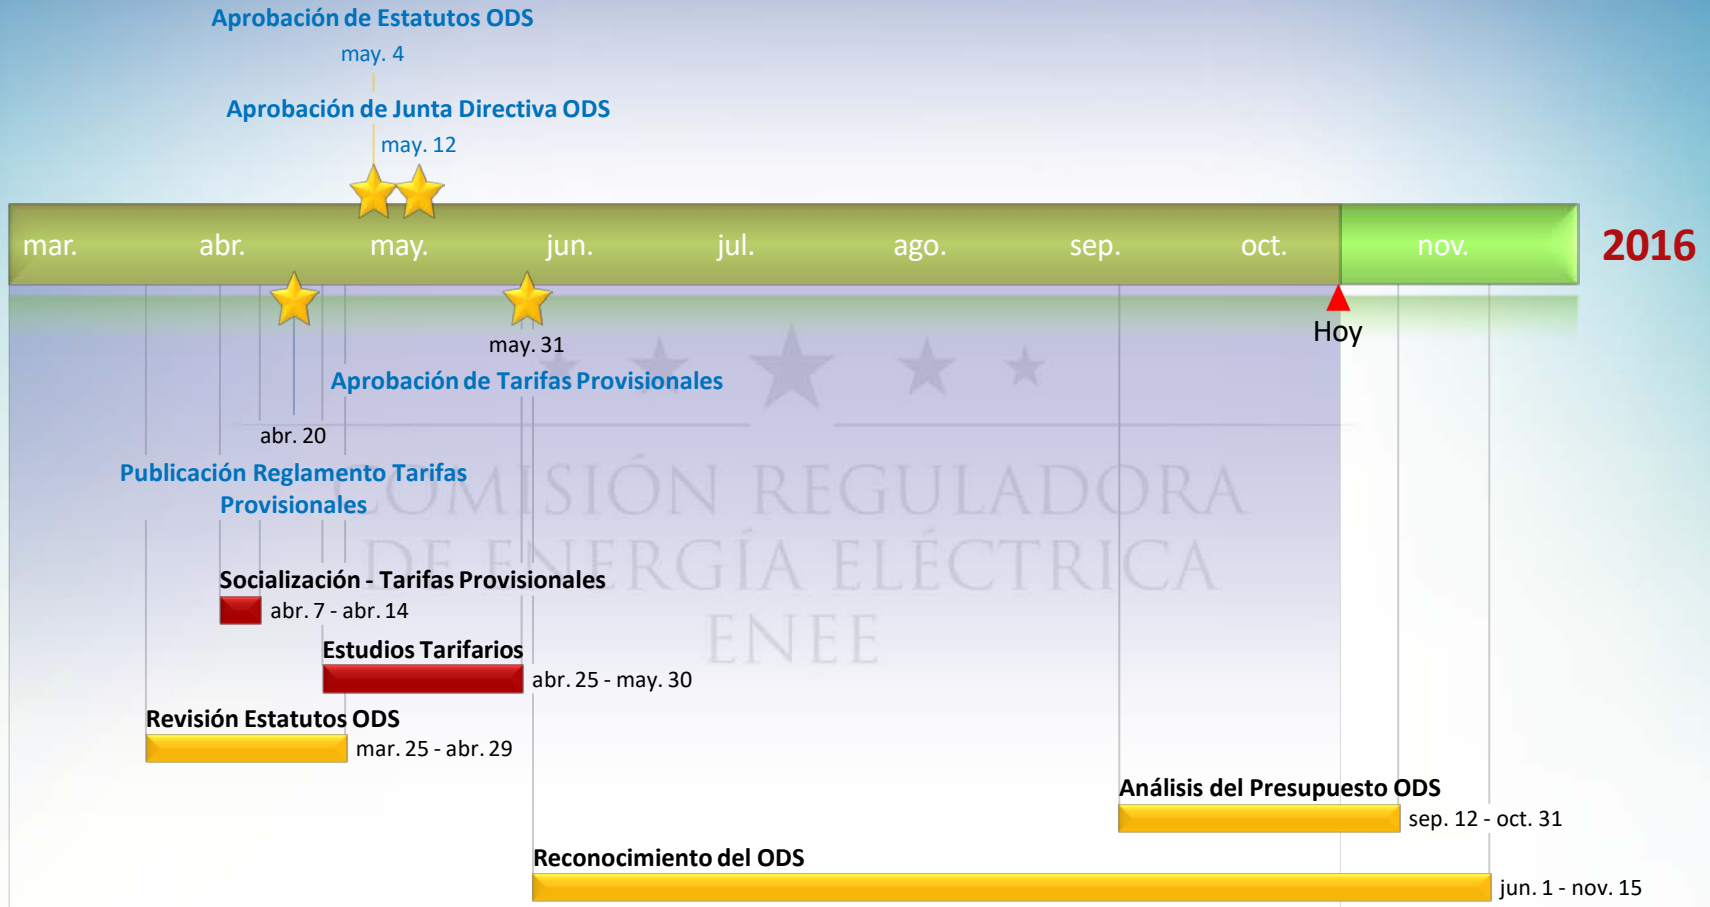 Aprobación de Estatutos ODS
may. 4
Aprobación de Junta Directiva ODS
may. 12
mar. abr. may. jun. jul. ago. sep. oct. nov. 2016
Hoy
may. 31
Aprobación de Tarifas Provisionales
abr. 20
Publicación Reglamento Tarifas
Provisionales
COMISIÓN REGULADORA
DE ENERGÍA ELÉCTRICA
ENEE
Socialización - Tarifas Provisionales
abr. 7 - abr. 14
Estudios Tarifarios
abr. 25 - may. 30
Revisión Estatutos ODS
mar. 25 - abr. 29
Análisis del Presupuesto ODS
sep. 12 - oct. 31
Reconocimiento del ODS
jun. 1 - nov. 15